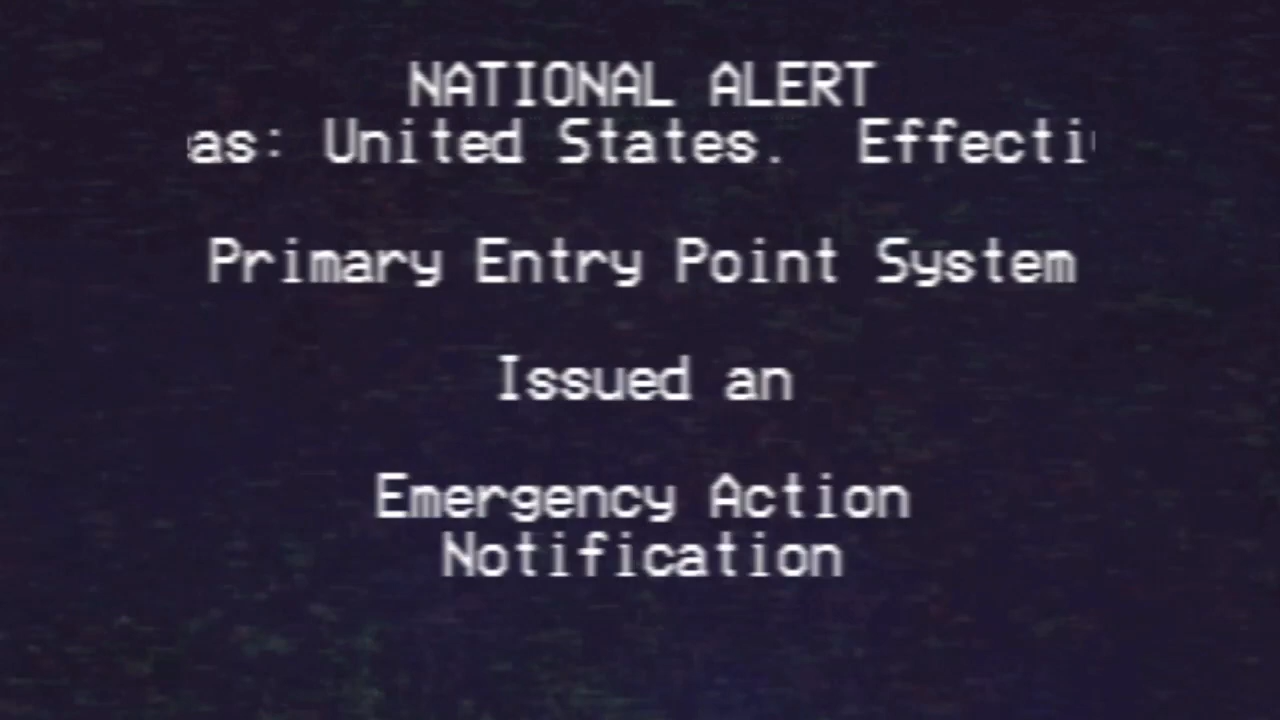 NATIONAL ALERT
as: United States.  Effecti
Primary Entry Point System
Issued an
Emergency Action
Notification